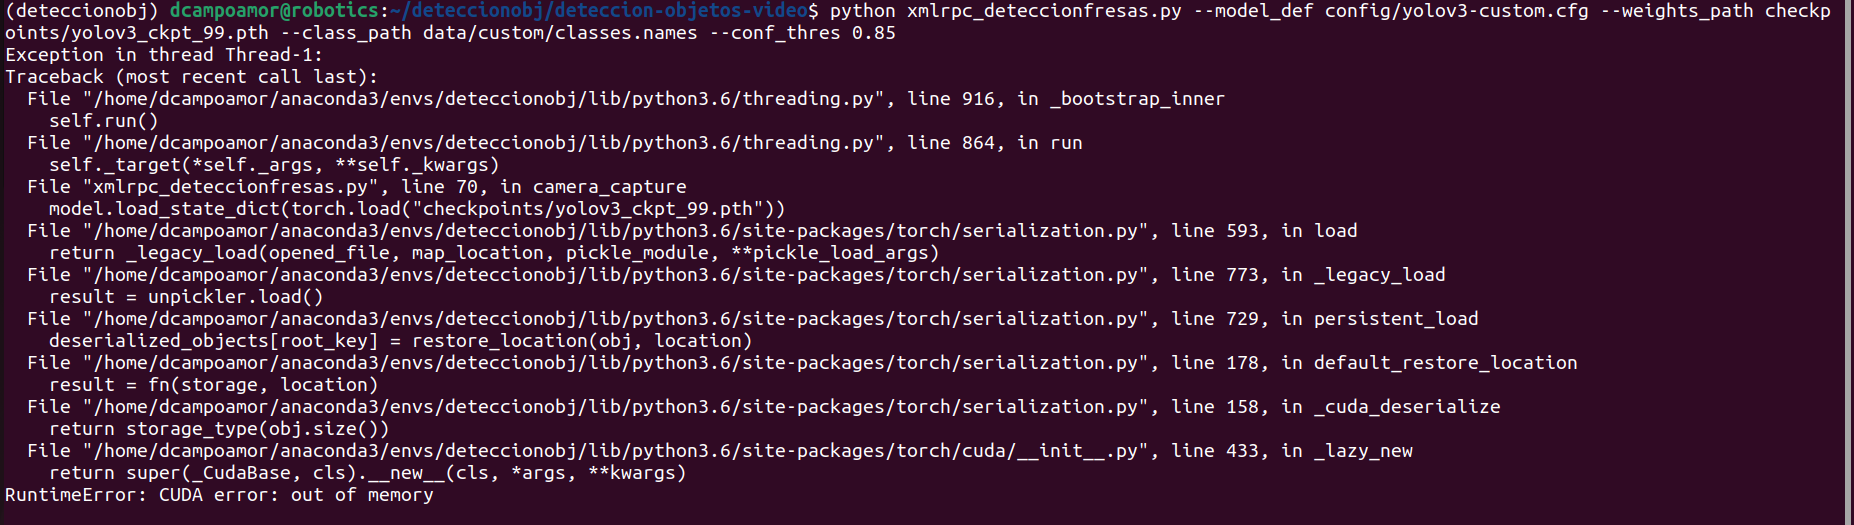 (deteccionobj) dcampoamor@robotics:~/deteccionobj/deteccion-objetos-video$ python xmlrpc_deteccionfresas.py --model_def config/yolov3-custom.cfg --weights_path checkp
oints/yolov3_ckpt_99.pth --class_path data/custom/classes.names --conf_thres 0.85
Exception in thread Thread-1:
Traceback (most recent call last):
  File "/home/dcampoamor/anaconda3/envs/deteccionobj/lib/python3.6/threading.py", line 916, in _bootstrap_inner
    self.run()
  File "/home/dcampoamor/anaconda3/envs/deteccionobj/lib/python3.6/threading.py", line 864, in run
    self._target(*self._args, **self._kwargs)
  File "xmlrpc_deteccionfresas.py", line 70, in camera_capture
    model.load_state_dict(torch.load("checkpoints/yolov3_ckpt_99.pth"))
  File "/home/dcampoamor/anaconda3/envs/deteccionobj/lib/python3.6/site-packages/torch/serialization.py", line 593, in load
    return _legacy_load(opened_file, map_location, pickle_module, **pickle_load_args)
  File "/home/dcampoamor/anaconda3/envs/deteccionobj/lib/python3.6/site-packages/torch/serialization.py", line 773, in _legacy_load
    result = unpickler.load()
  File "/home/dcampoamor/anaconda3/envs/deteccionobj/lib/python3.6/site-packages/torch/serialization.py", line 729, in persistent_load
    deserialized_objects[root_key] = restore_location(obj, location)
  File "/home/dcampoamor/anaconda3/envs/deteccionobj/lib/python3.6/site-packages/torch/serialization.py", line 178, in default_restore_location
    result = fn(storage, location)
  File "/home/dcampoamor/anaconda3/envs/deteccionobj/lib/python3.6/site-packages/torch/serialization.py", line 158, in _cuda_deserialize
    return storage_type(obj.size())
  File "/home/dcampoamor/anaconda3/envs/deteccionobj/lib/python3.6/site-packages/torch/cuda/__init__.py", line 433, in _lazy_new
    return super(_CudaBase, cls).__new__(cls, *args, **kwargs)
RuntimeError: CUDA error: out of memory